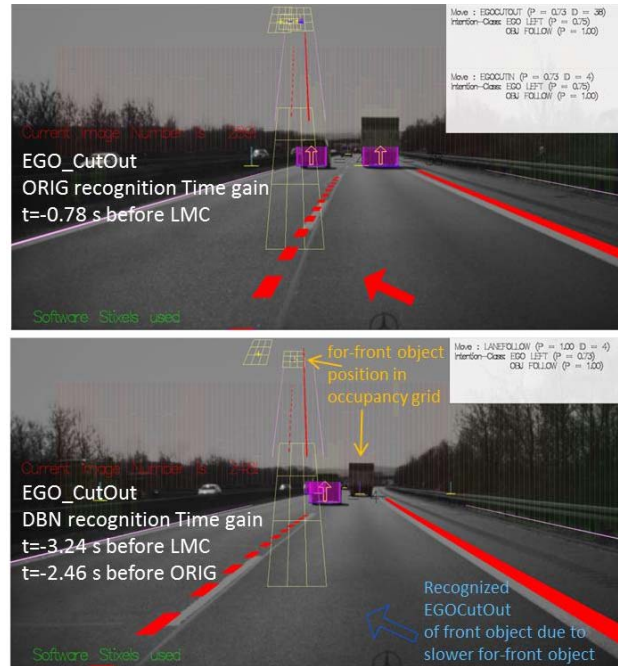 Move : EGOCUTOUT (P = 0.73 D = 38)
Intention-Class: EGO LEFT (P = 0.75)
OBJ FOLLOW (P = 1.00)
Move : EGOCUTIN (P = 0.73 D = 4)
Intention-Class: EGO LEFT (P = 0.75)
OBJ FOLLOW (P = 1.00)
Current Image Number is
EGO_CutOut
ORIG recognition Time gain
t=-0.78 s before LMC
Software Stixels used
Move : LANEFOLLOW (P = 1.00 D = 4)
Intention-Class: EGO LEFT (P = 0.73)
OBJ FOLLOW (P = 1.00)
for-front object
position in
occupancy grid
Current Image Number is
EGO_CutOut
DBN recognition Time gain
t=-3.24 s before LMC
t=-2.46 s before ORIG
Recognized
EGOCutOut
of front object due to
slower for-front object
Software Stixels used